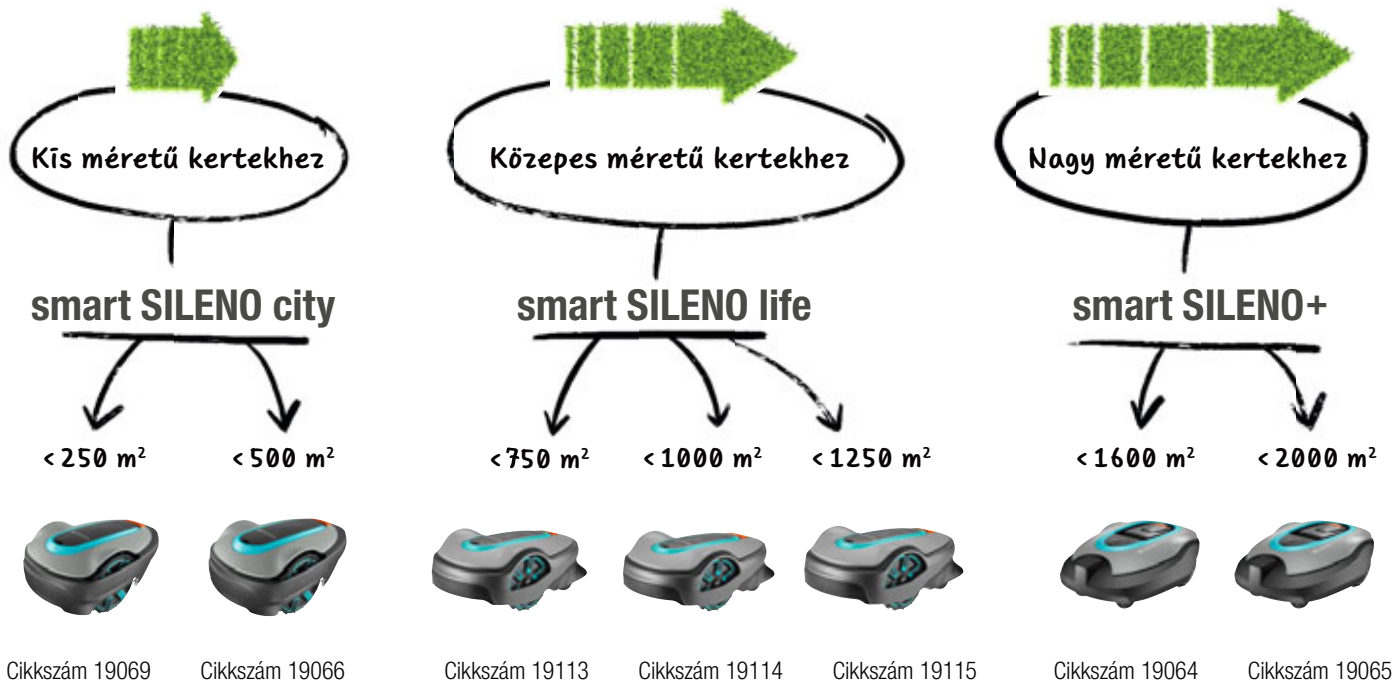 Kis méretű kertekhez
Közepes méretű kertekhez
Nagy méretű kertekhez
smart SILENO city
smart SILENO life
smart SILENO+
< 250 m²
< 500 m²
< 750 m²
< 1000 m²
< 1250 m²
< 1600 m²
< 2000 m²
Cikkszám 19069
Cikkszám 19066
Cikkszám 19113
Cikkszám 19114
Cikkszám 19115
Cikkszám 19064
Cikkszám 19065